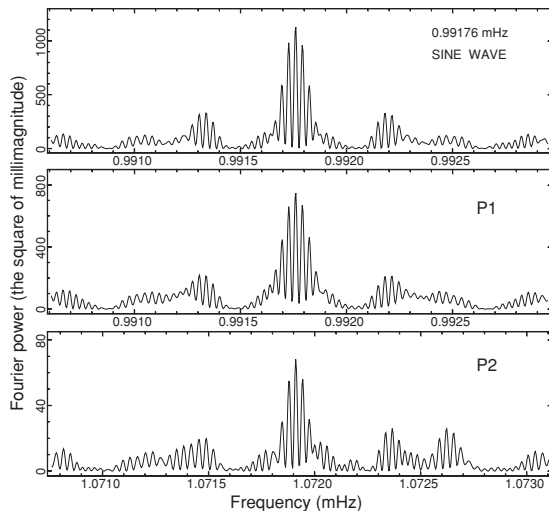 0.99176 mHz
SINE WAVE
1000
500
0
0.9910 0.9915 0.9920 0.9925
P1
800
400
0
0.9910 0.9915 0.9920 0.9925
P2
80
40
0
1.0710 1.0715 1.0720 1.0725 1.0730
Frequency (mHz)
Fourier power (the square of millimagnitude)